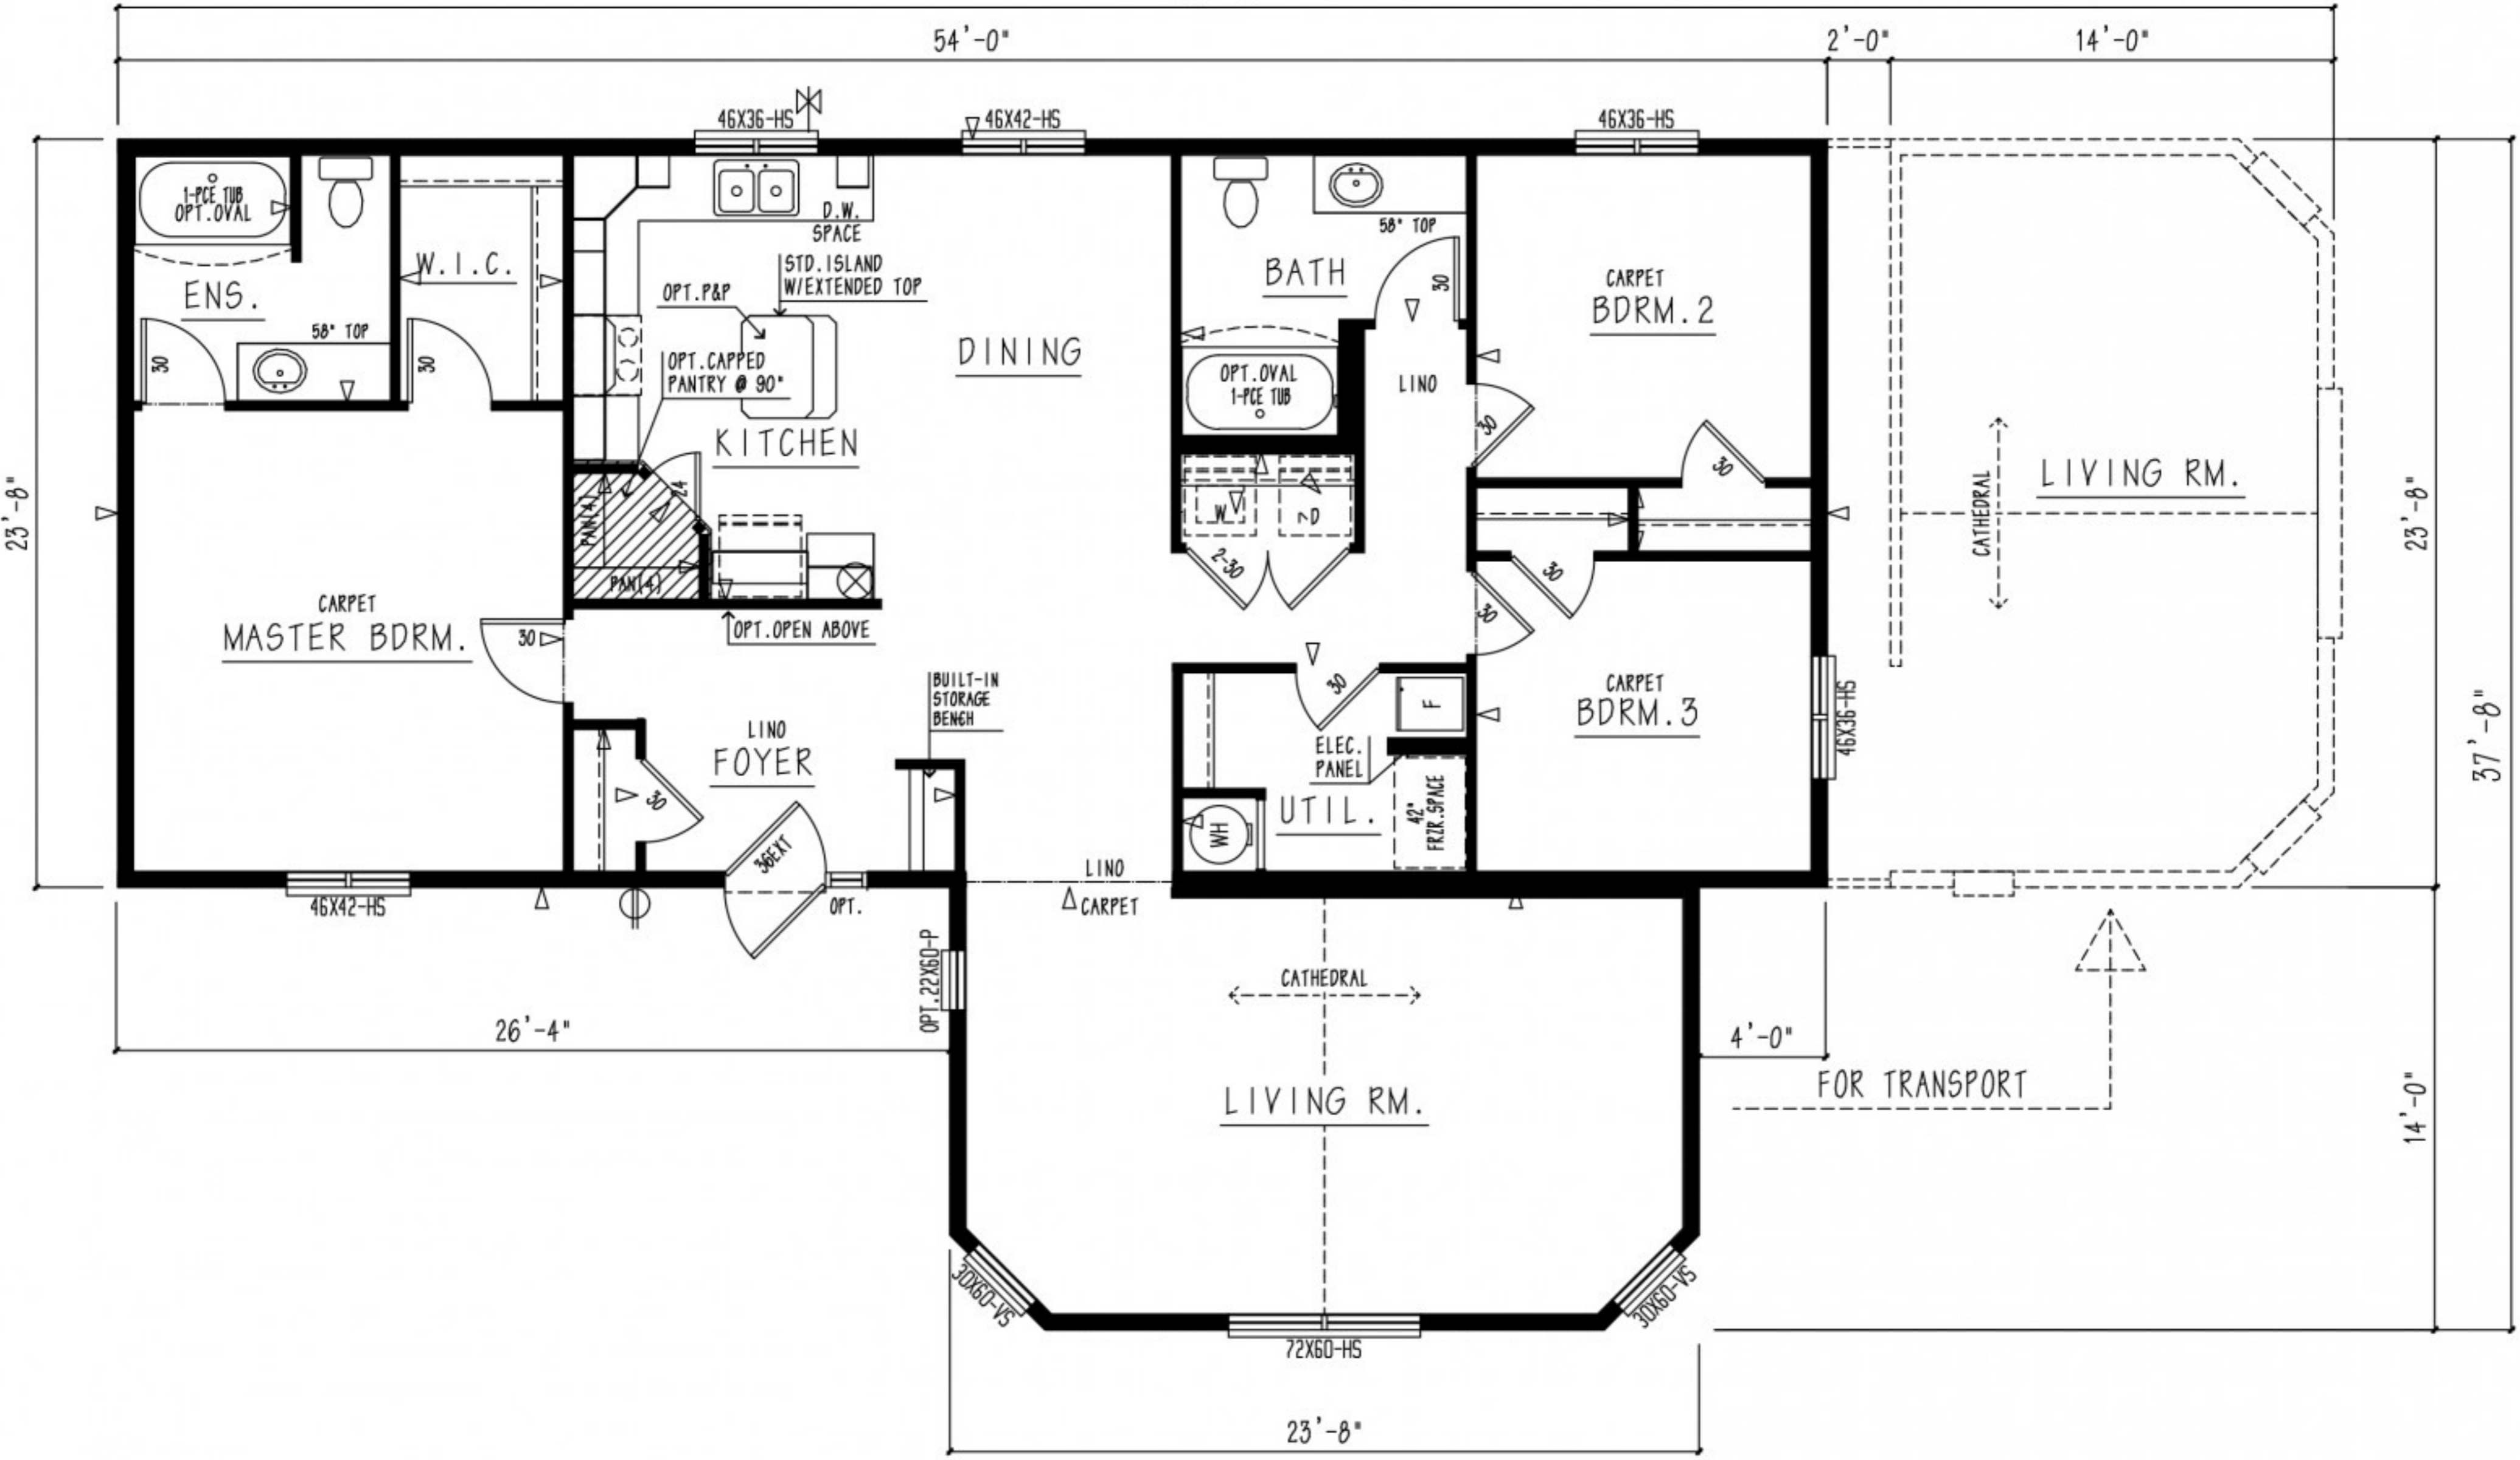 54'-0"
2'-0"
14'-0"
46X36-HS
46X42-HS
46X36-HS
1-PCE TUB
OPT.OVAL
ENS.
58" TOP
30
W.I.C.
30
D.W.
SPACE
STD.ISLAND
W/EXTENDED TOP
OPT.P&P
OPT.CAPPED
PANTRY @ 90°
KITCHEN
DINING
58" TOP
BATH
30
OPT.OVAL
1-PCE TUB
LINO
CARPET
BDRM.2
30
30
LIVING RM.
CATHEDRAL
23'-8"
23'-8"
37'-8"
24
PAN(4)
PAN(4)
W
D
2-30
30
30
OPT.OPEN ABOVE
CARPET
MASTER BDRM.
30
BUILT-IN
STORAGE
BENCH
LINO
FOYER
30
36EXT
30
F
ELEC.
PANEL
UTIL.
WH
42"
FRZR.SPACE
CARPET
BDRM.3
46X36-HS
46X42-HS
OPT.
LINO
CARPET
OPT.22X60-P
CATHEDRAL
26'-4"
4'-0"
FOR TRANSPORT
14'-0"
LIVING RM.
30X60-VS
30X60-VS
72X60-HS
23'-8"